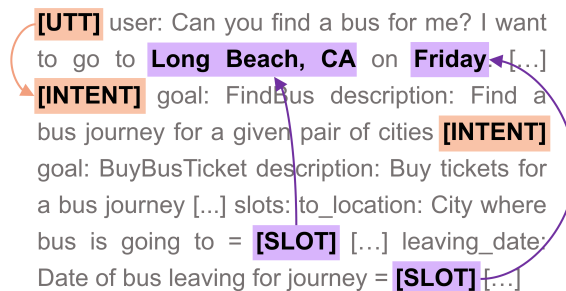 [UTT] user: Can you find a bus for me? I want
to go to Long Beach, CA on Friday. […]
[INTENT] goal: FindBus description: Find a
bus journey for a given pair of cities [INTENT]
goal: BuyBusTicket description: Buy tickets for
a bus journey [...] slots: to_location: City where
bus is going to = [SLOT] […] leaving_date:
Date of bus leaving for journey = [SLOT] […]